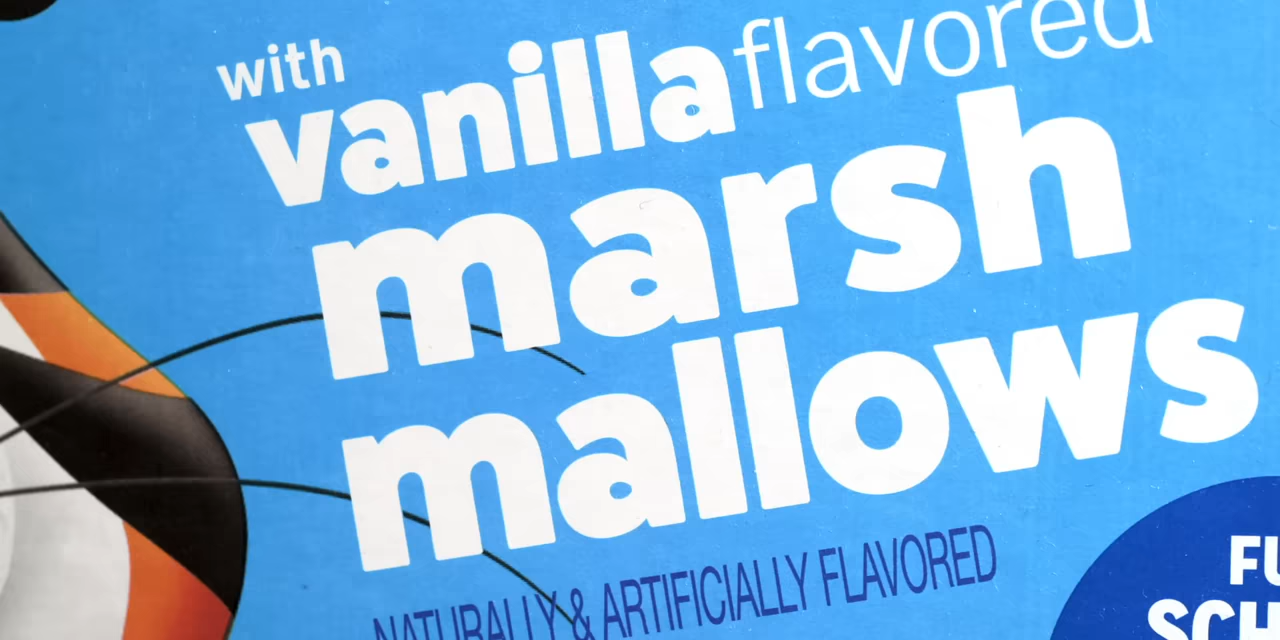 with
vanilla flavored
marsh
mallows
NATURALLY & ARTIFICIALLY FLAVORED